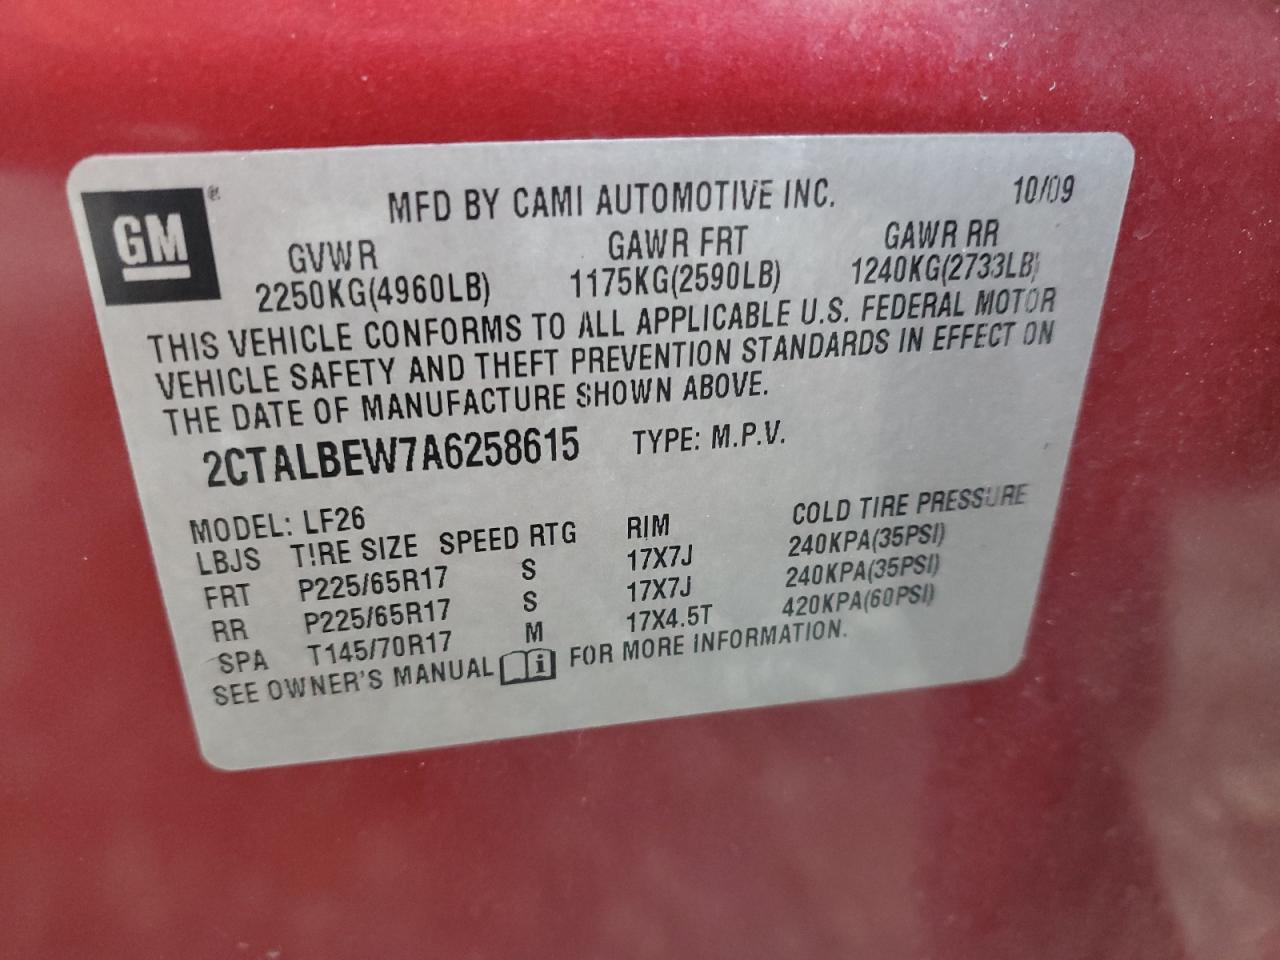 GM®
MFD BY CAMI AUTOMOTIVE INC. 10/09
GVWR GAWR FRT GAWR RR
2250KG(4960LB) 1175KG(2590LB) 1240KG(2733LB)
THIS VEHICLE CONFORMS TO ALL APPLICABLE U.S. FEDERAL MOTOR
VEHICLE SAFETY AND THEFT PREVENTION STANDARDS IN EFFECT ON
THE DATE OF MANUFACTURE SHOWN ABOVE.
2CTALBEW7A6258615 TYPE: M.P.V.
MODEL: LF26
LBJS TIRE SIZE SPEED RTG RIM COLD TIRE PRESSURE
FRT P225/65R17 S 17X7J 240KPA(35PSI)
RR P225/65R17 S 17X7J 240KPA(35PSI)
SPA T145/70R17 M 17X4.5T 420KPA(60PSI)
SEE OWNER'S MANUAL i FOR MORE INFORMATION.